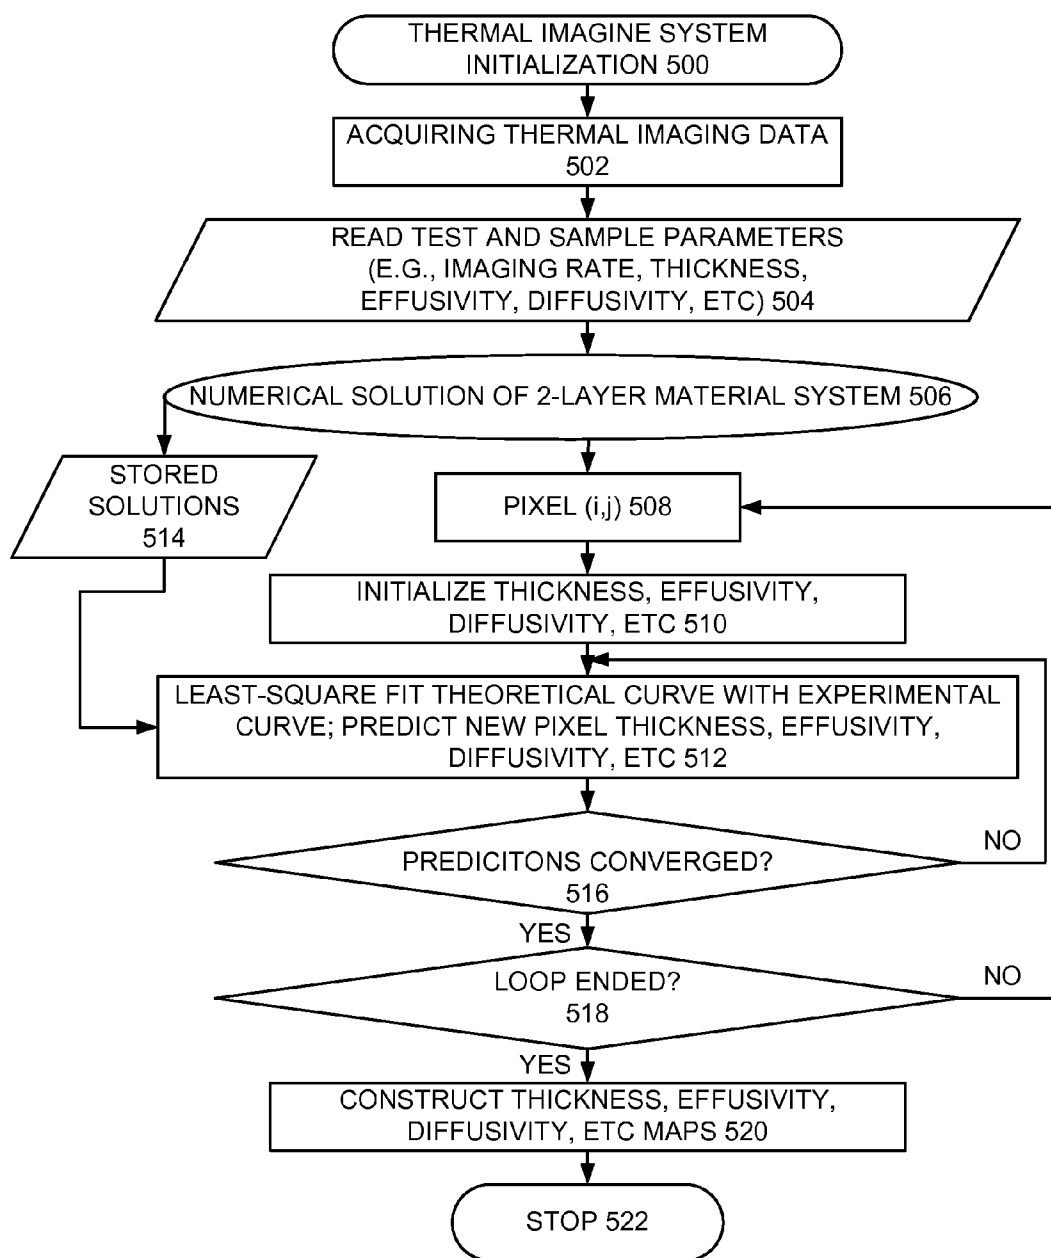 THERMAL IMAGINE SYSTEM
INITIALIZATION 500
ACQUIRING THERMAL IMAGING DATA
502
READ TEST AND SAMPLE PARAMETERS
(E.G., IMAGING RATE, THICKNESS,
EFFUSIVITY, DIFFUSIVITY, ETC) 504
NUMERICAL SOLUTION OF 2-LAYER MATERIAL SYSTEM 506
STORED
SOLUTIONS
514
PIXEL (i,j) 508
INITIALIZE THICKNESS, EFFUSIVITY,
DIFFUSIVITY, ETC 510
LEAST-SQUARE FIT THEORETICAL CURVE WITH EXPERIMENTAL
CURVE; PREDICT NEW PIXEL THICKNESS, EFFUSIVITY,
DIFFUSIVITY, ETC 512
PREDICITONS CONVERGED?
516
NO
YES
LOOP ENDED?
518
NO
YES
CONSTRUCT THICKNESS, EFFUSIVITY,
DIFFUSIVITY, ETC MAPS 520
STOP 522